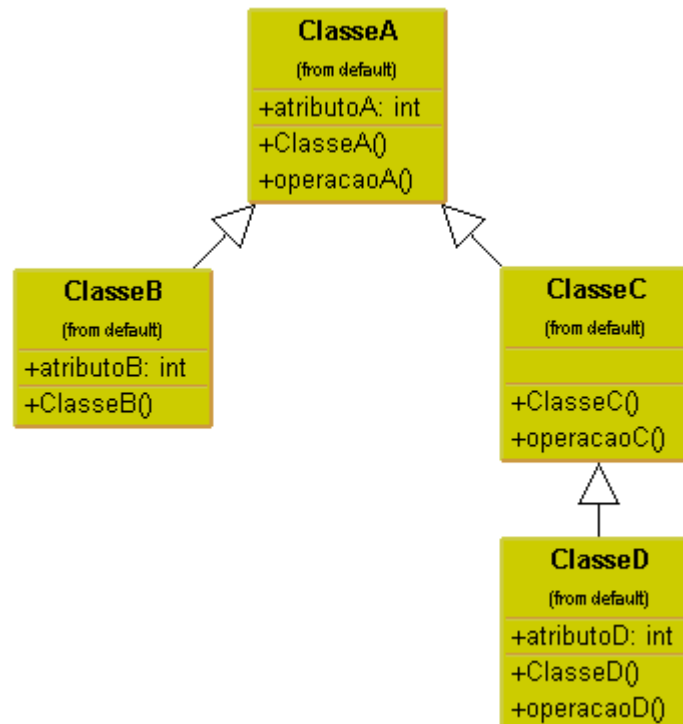 ClasseA
(from default)
+atributoA: int
+ClasseA()
+operacaoA()
ClasseB
(from default)
+atributoB: int
+ClasseB()
ClasseC
(from default)
+ClasseC()
+operacaoC()
ClasseD
(from default)
+atributoD: int
+ClasseD()
+operacaoD()